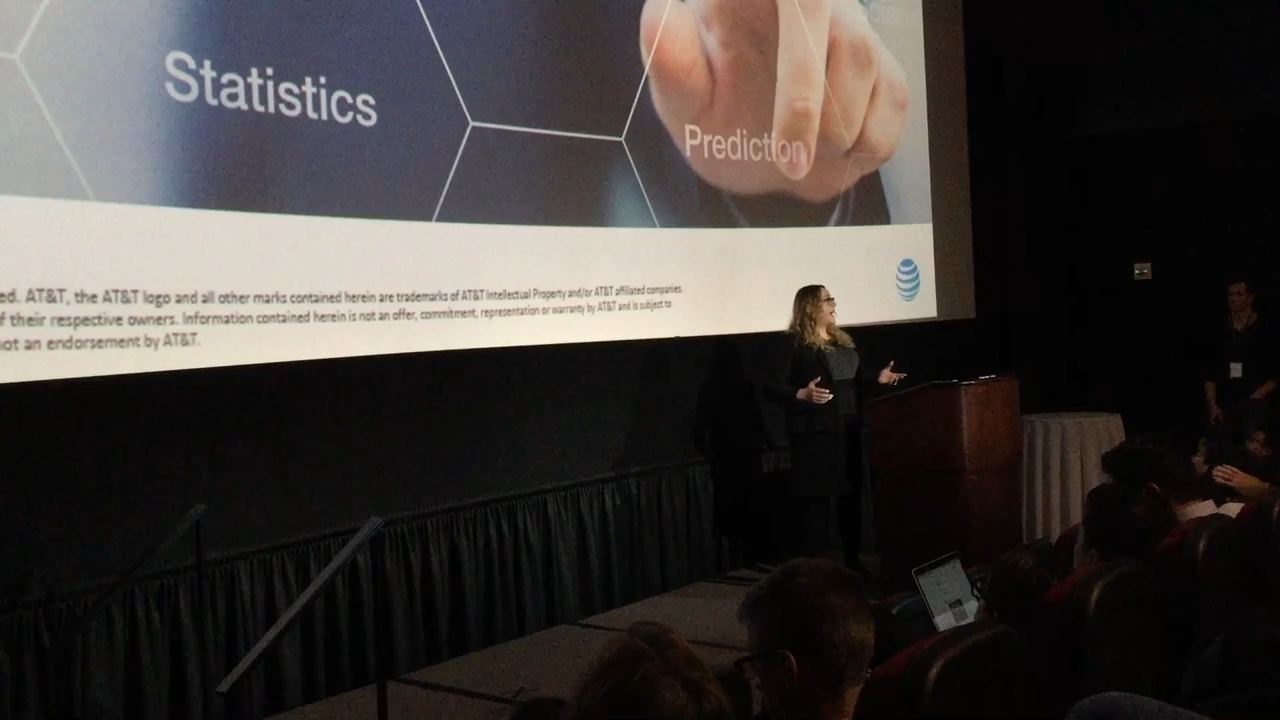 Statistics
Prediction
ed. AT&T, the AT&T logo and all other marks contained herein are trademarks of AT&T Intellectual Property and/or AT&T affiliated companies.
f their respective owners. Information contained herein is not an offer, commitment, representation or warranty by AT&T and is subject to
not an endorsement by AT&T.